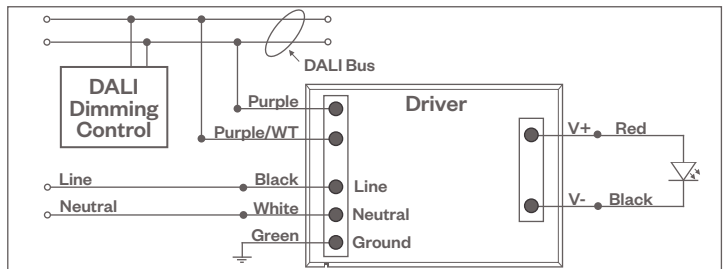 DALI Bus
DALI
Dimming
Control
Driver
Purple
Purple/WT
V+ Red
Line Black Line
Neutral White Neutral
V- Black
Green Ground